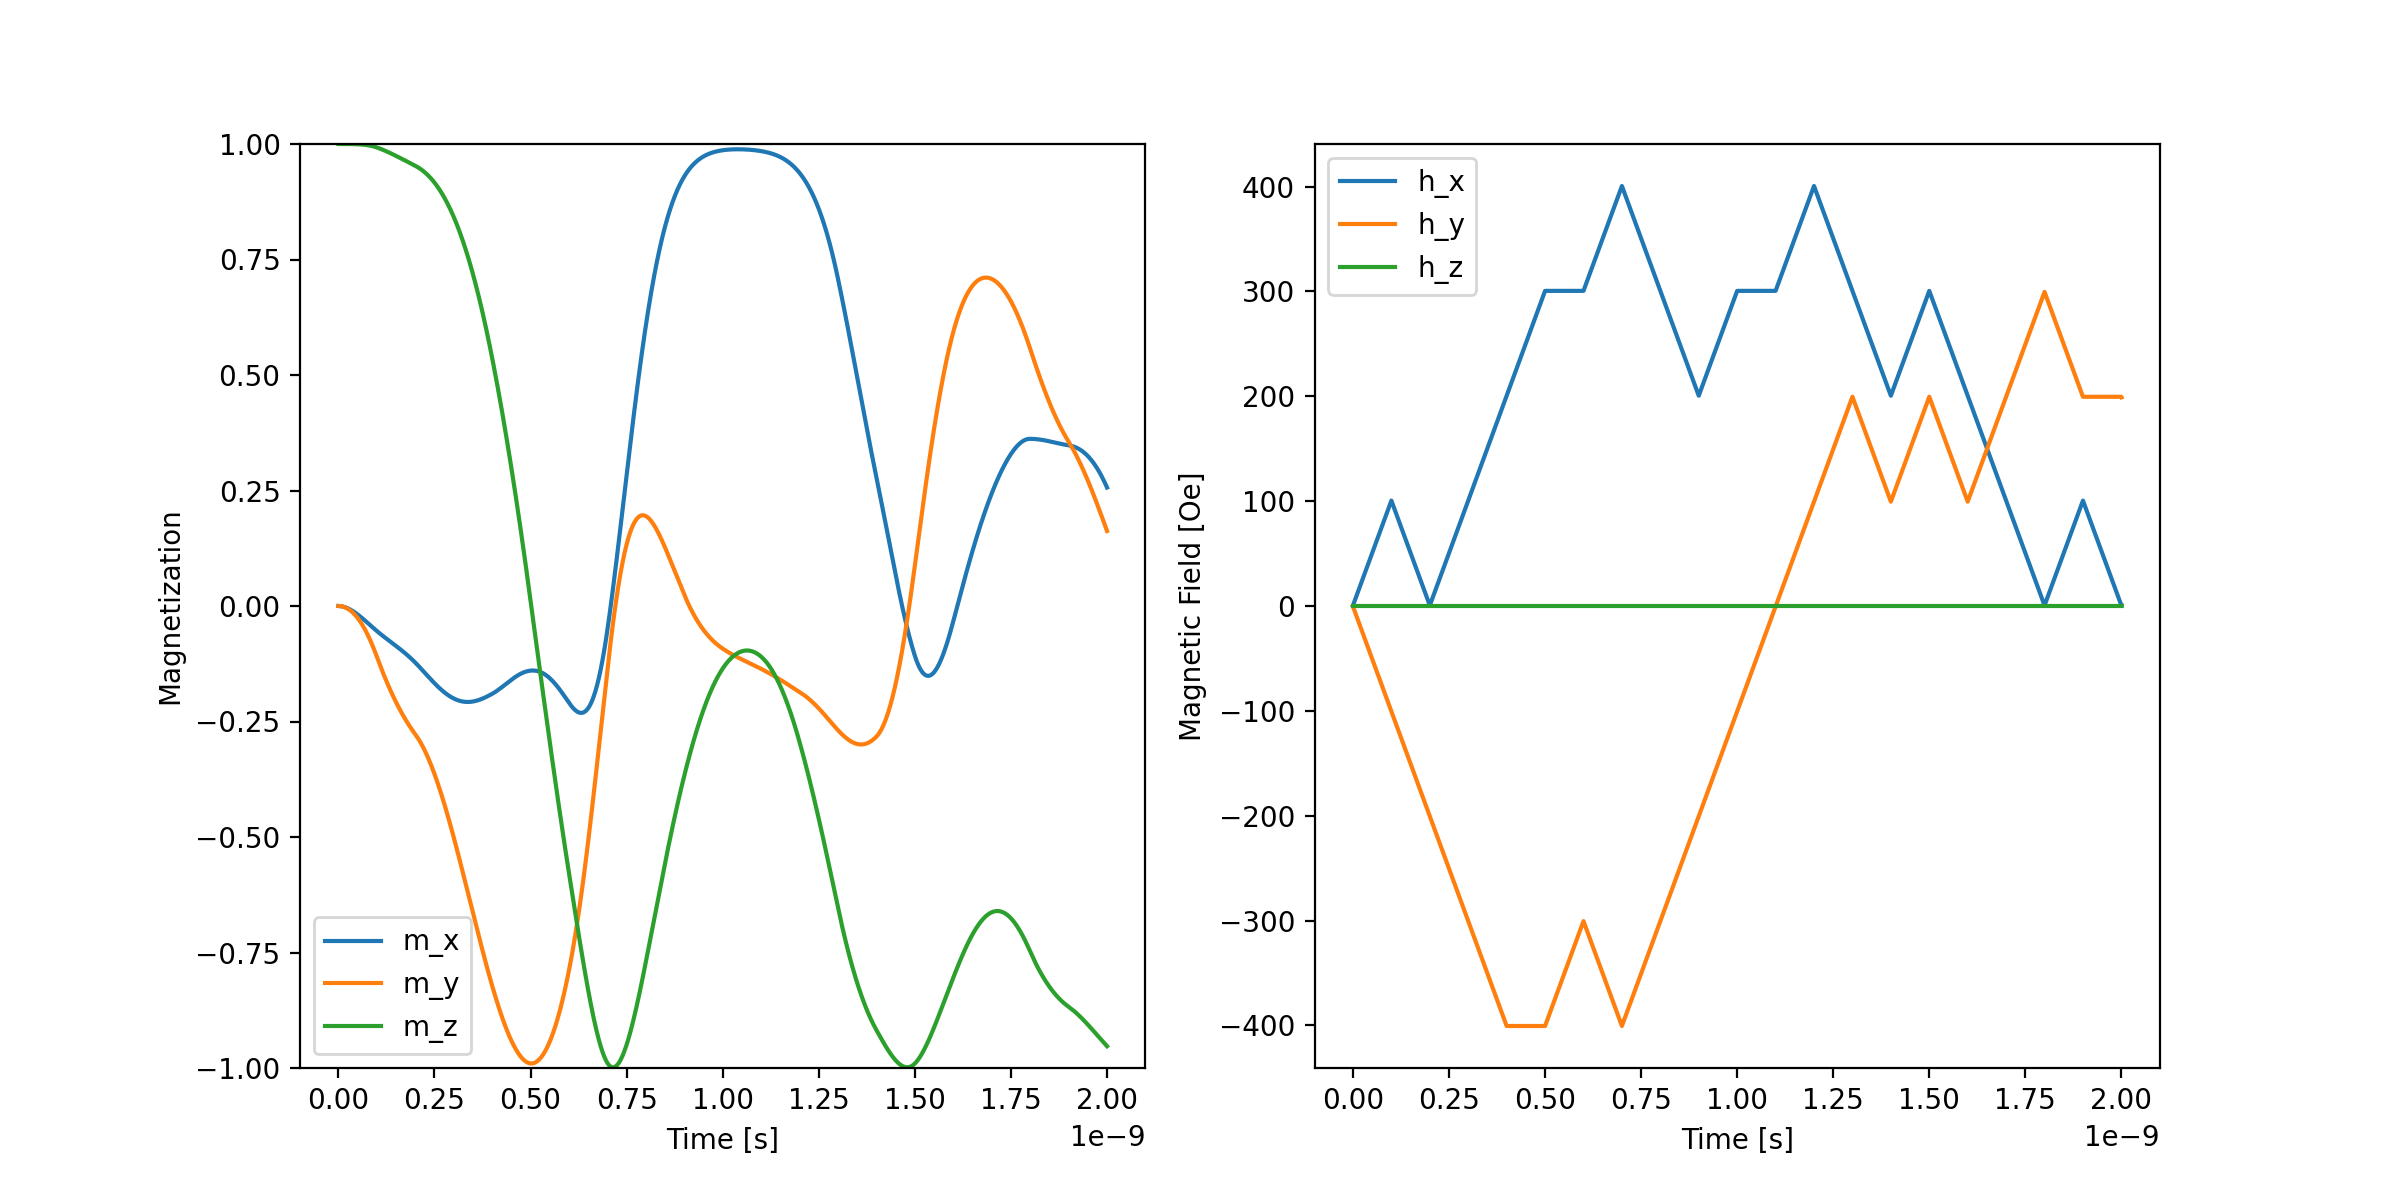 1.00
0.75
0.50
0.25
0.00
−0.25
−0.50
−0.75
−1.00
Magnetization
m_x
m_y
m_z
0.00 0.25 0.50 0.75 1.00 1.25 1.50 1.75 2.00
Time [s]
1e−9
400
300
200
100
0
−100
−200
−300
−400
Magnetic Field [Oe]
h_x
h_y
h_z
0.00 0.25 0.50 0.75 1.00 1.25 1.50 1.75 2.00
Time [s]
1e−9